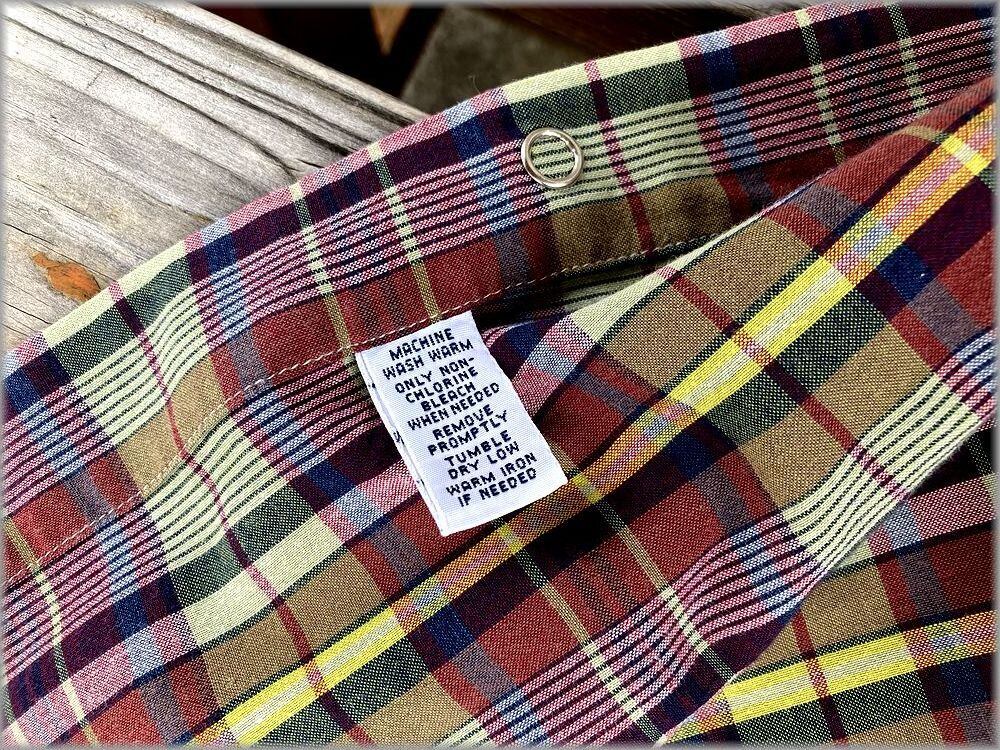 MACHINE
WASH WARM
ONLY NON-
CHLORINE
BLEACH
WHEN NEEDED
REMOVE
PROMPTLY
TUMBLE
DRY LOW
WARM IRON
IF NEEDED